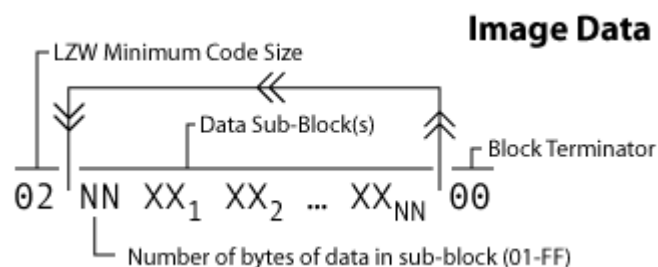 Image Data
LZW Minimum Code Size
Data Sub-Block(s)
Block Terminator
02 NN XX₁ XX₂ … XX_NN 00
Number of bytes of data in sub-block (01-FF)